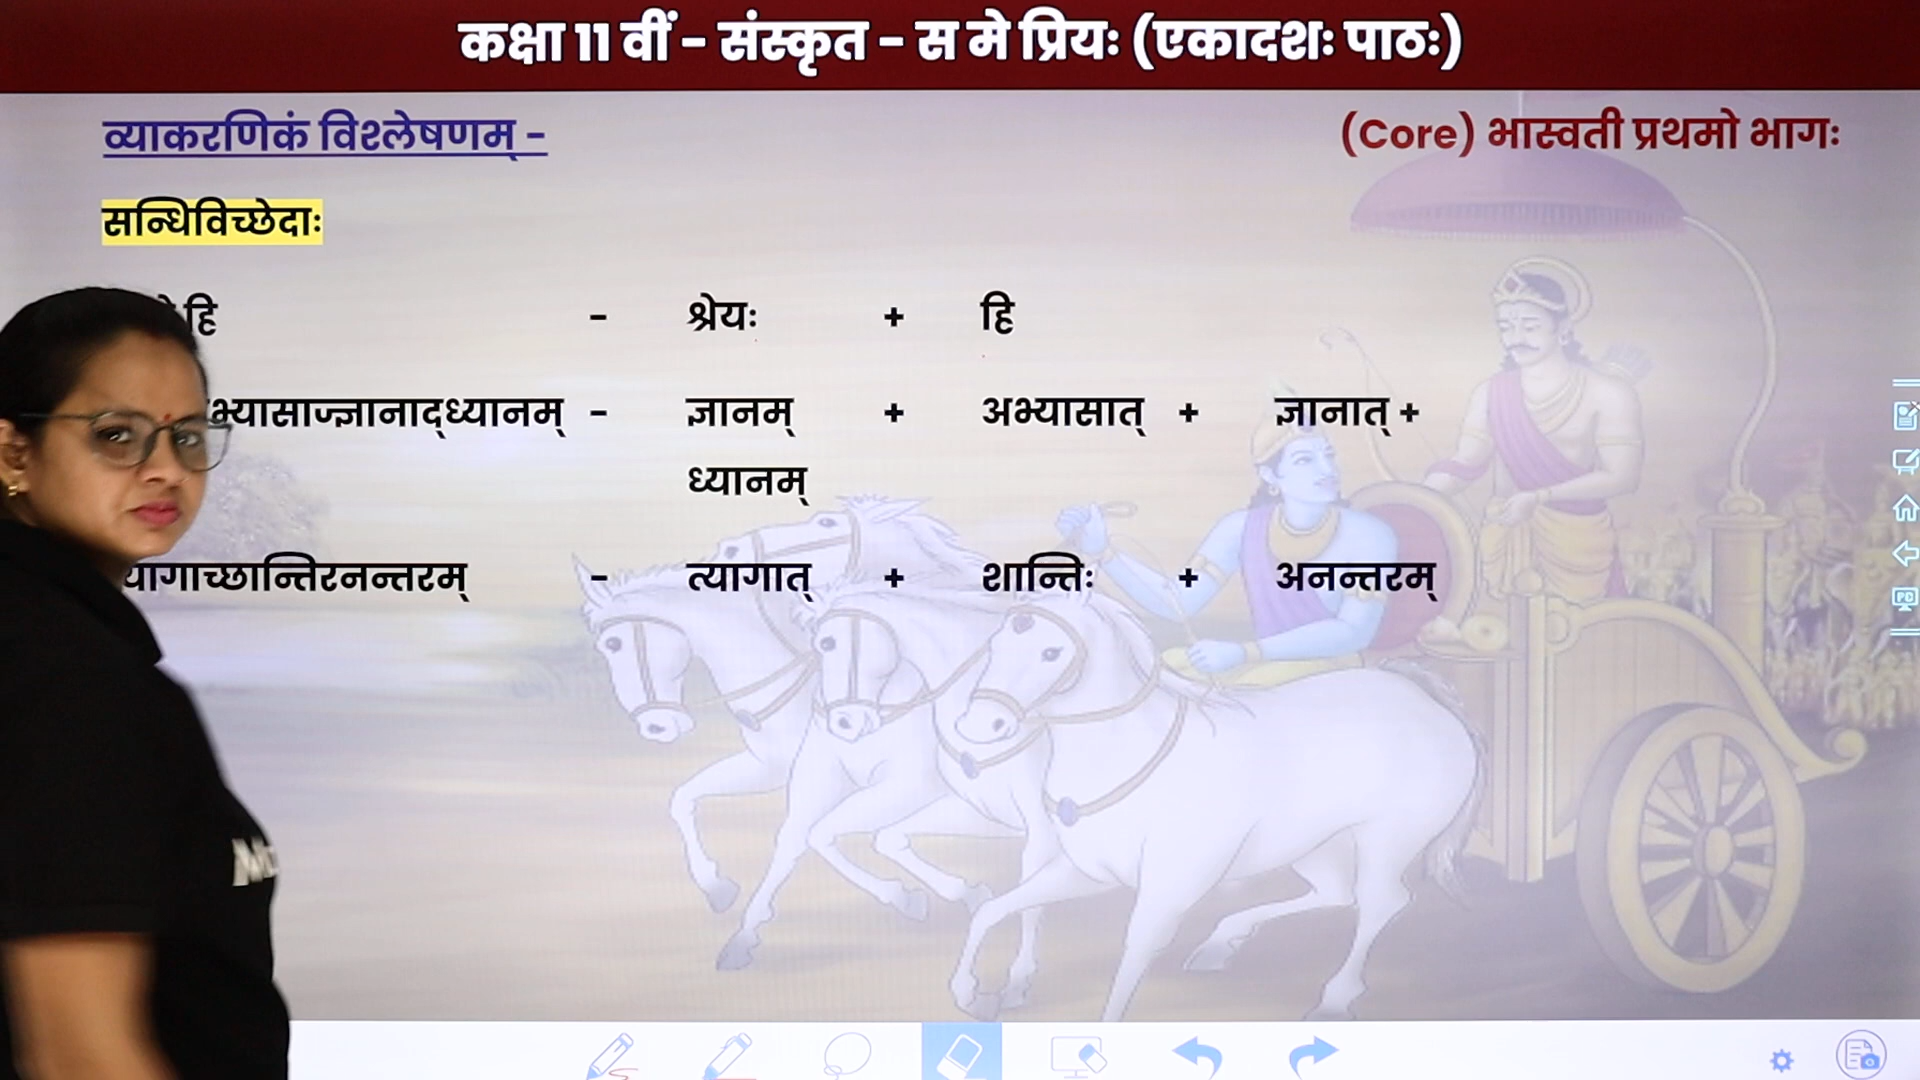 कक्षा 11 वीं - संस्कृत - स मे प्रियः (एकादशः पाठः)
व्याकरणिकं विश्लेषणम् -
(Core) भास्वती प्रथमो भागः
सन्धिविच्छेदाः
हि - श्रेयः + हि
भ्यासाज्ज्ञानाद्ध्यानम् - ज्ञानम् + अभ्यासात् + ज्ञानात् +
ध्यानम्
यागाच्छान्तिरनन्तरम् - त्यागात् + शान्तिः + अनन्तरम्